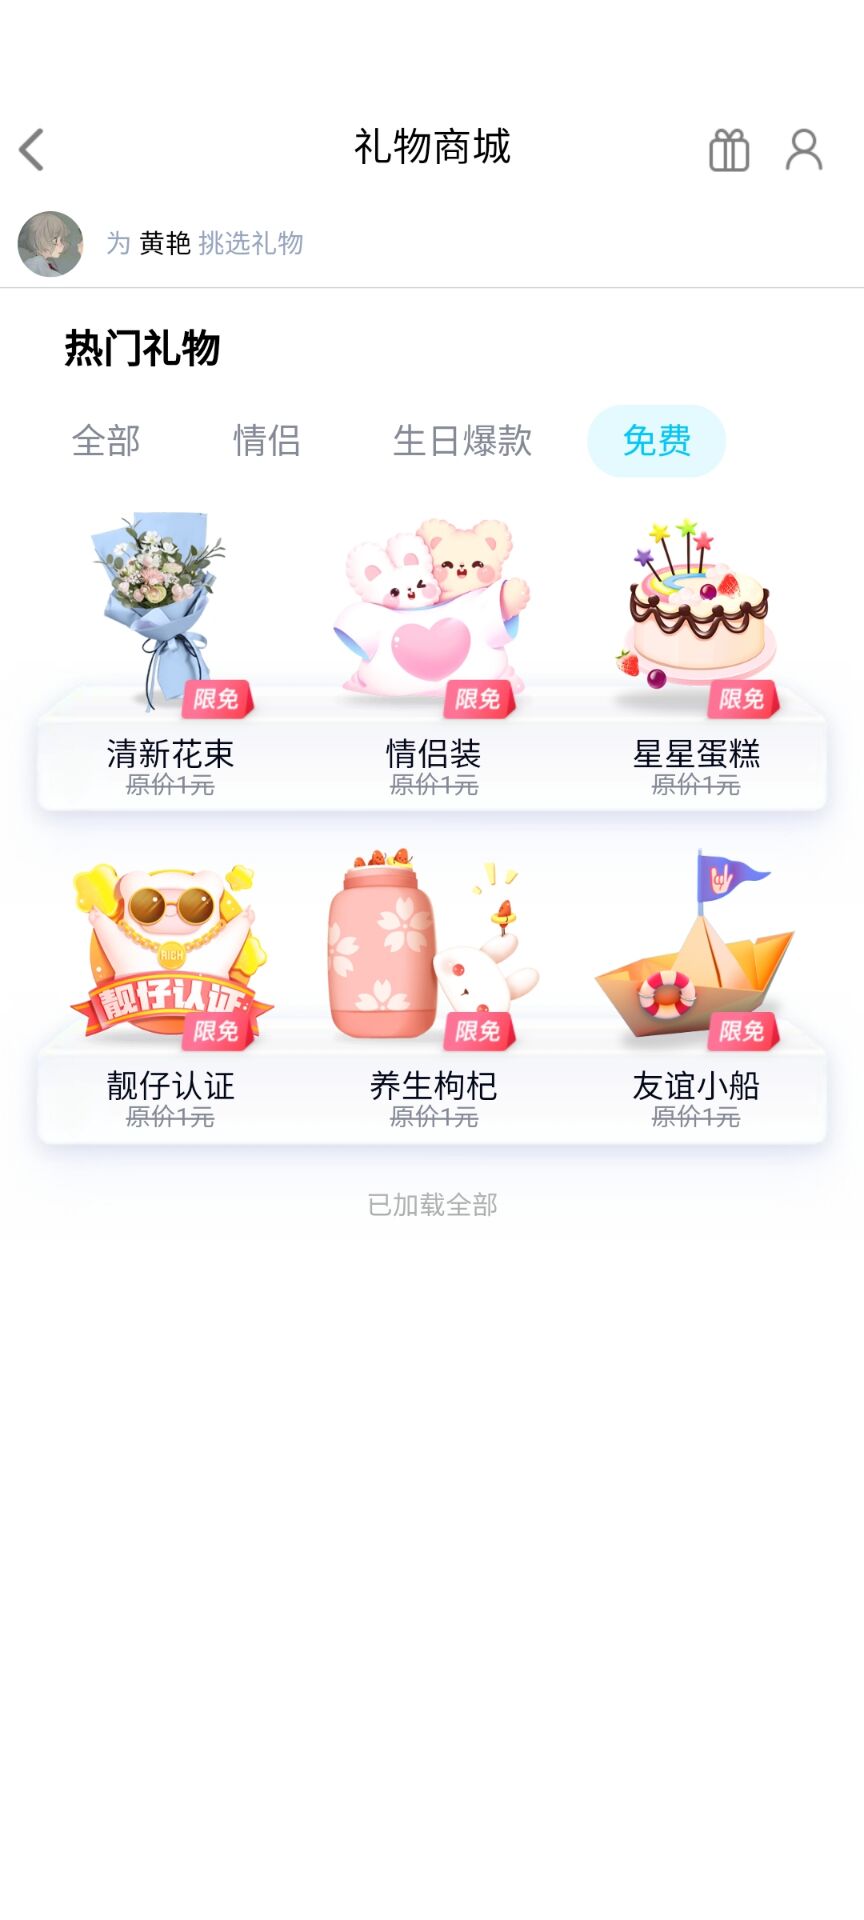 礼物商城
为 黄艳 挑选礼物
热门礼物
全部 情侣 生日爆款 免费
限免 限免 限免
清新花束 情侣装 星星蛋糕
原价1元 原价1元 原价1元
RICH
靓仔认证
限免 限免 限免
靓仔认证 养生枸杞 友谊小船
原价1元 原价1元 原价1元
已加载全部